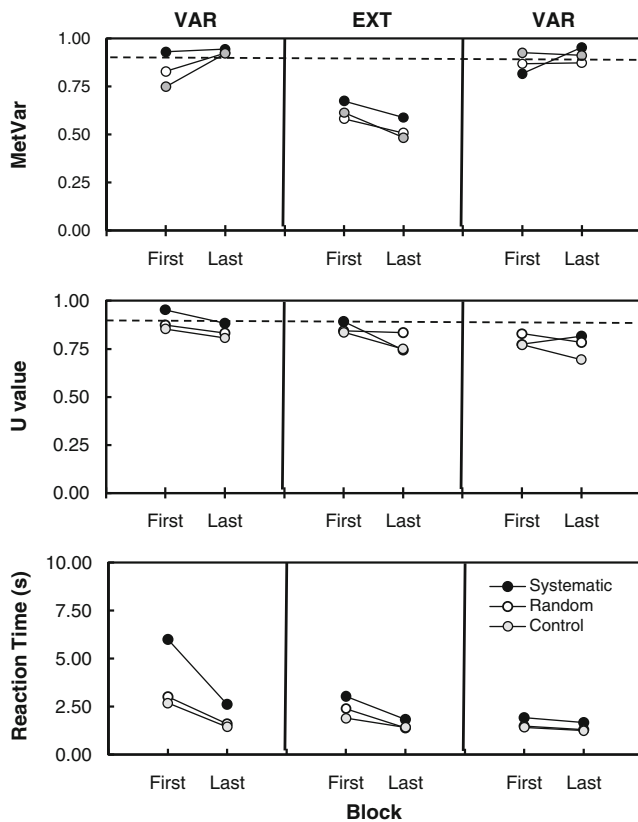 VAR EXT VAR
MetVar
1.00
0.75
0.50
0.25
0.00
First Last First Last First Last
U value
1.00
0.75
0.50
0.25
0.00
First Last First Last First Last
Reaction Time (s)
10.00
7.50
5.00
2.50
0.00
Systematic
Random
Control
First Last First Last First Last
Block